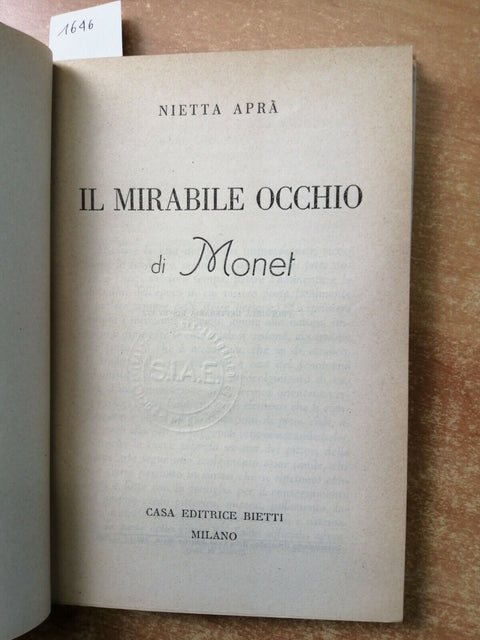 1646
NIETTA APRÀ
IL MIRABILE OCCHIO
di Monet
S.I.A.E.
CASA EDITRICE BIETTI
MILANO